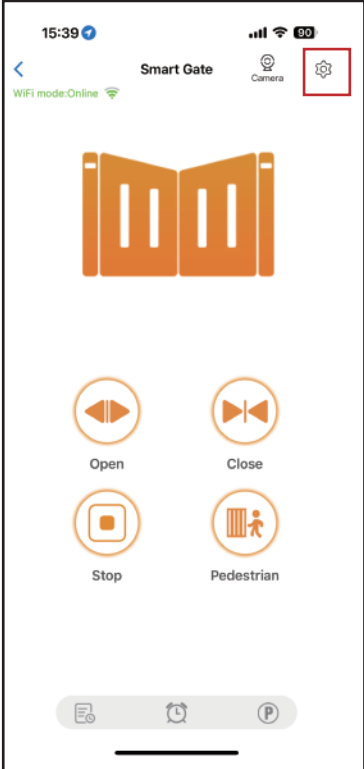 15:39
90
Smart Gate
Camera
WiFi mode:Online
Open
Close
Stop
Pedestrian
P